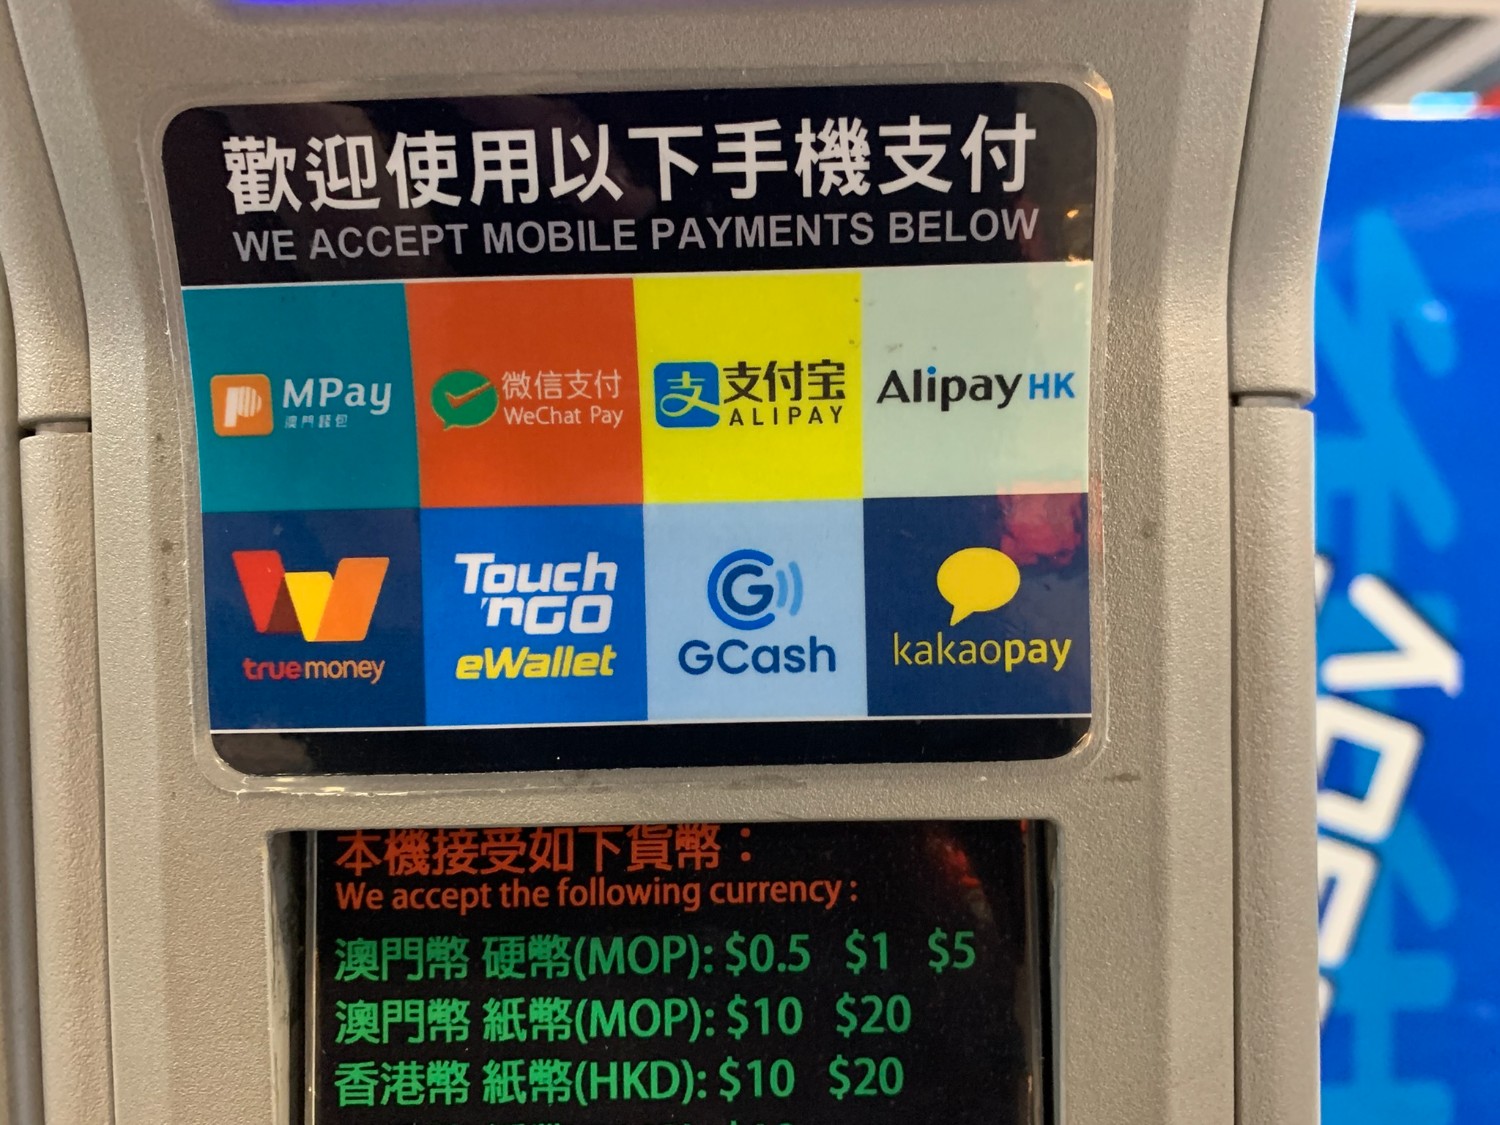 歡迎使用以下手機支付
WE ACCEPT MOBILE PAYMENTS BELOW
MPay
澳門錢包
微信支付
WeChat Pay
支 支付宝
ALIPAY
Alipay HK
truemoney
Touch
'nGO
eWallet
G
GCash
kakaopay
本機接受如下貨幣：
We accept the following currency :
澳門幣 硬幣(MOP): $0.5 $1 $5
澳門幣 紙幣(MOP): $10 $20
香港幣 紙幣(HKD): $10 $20